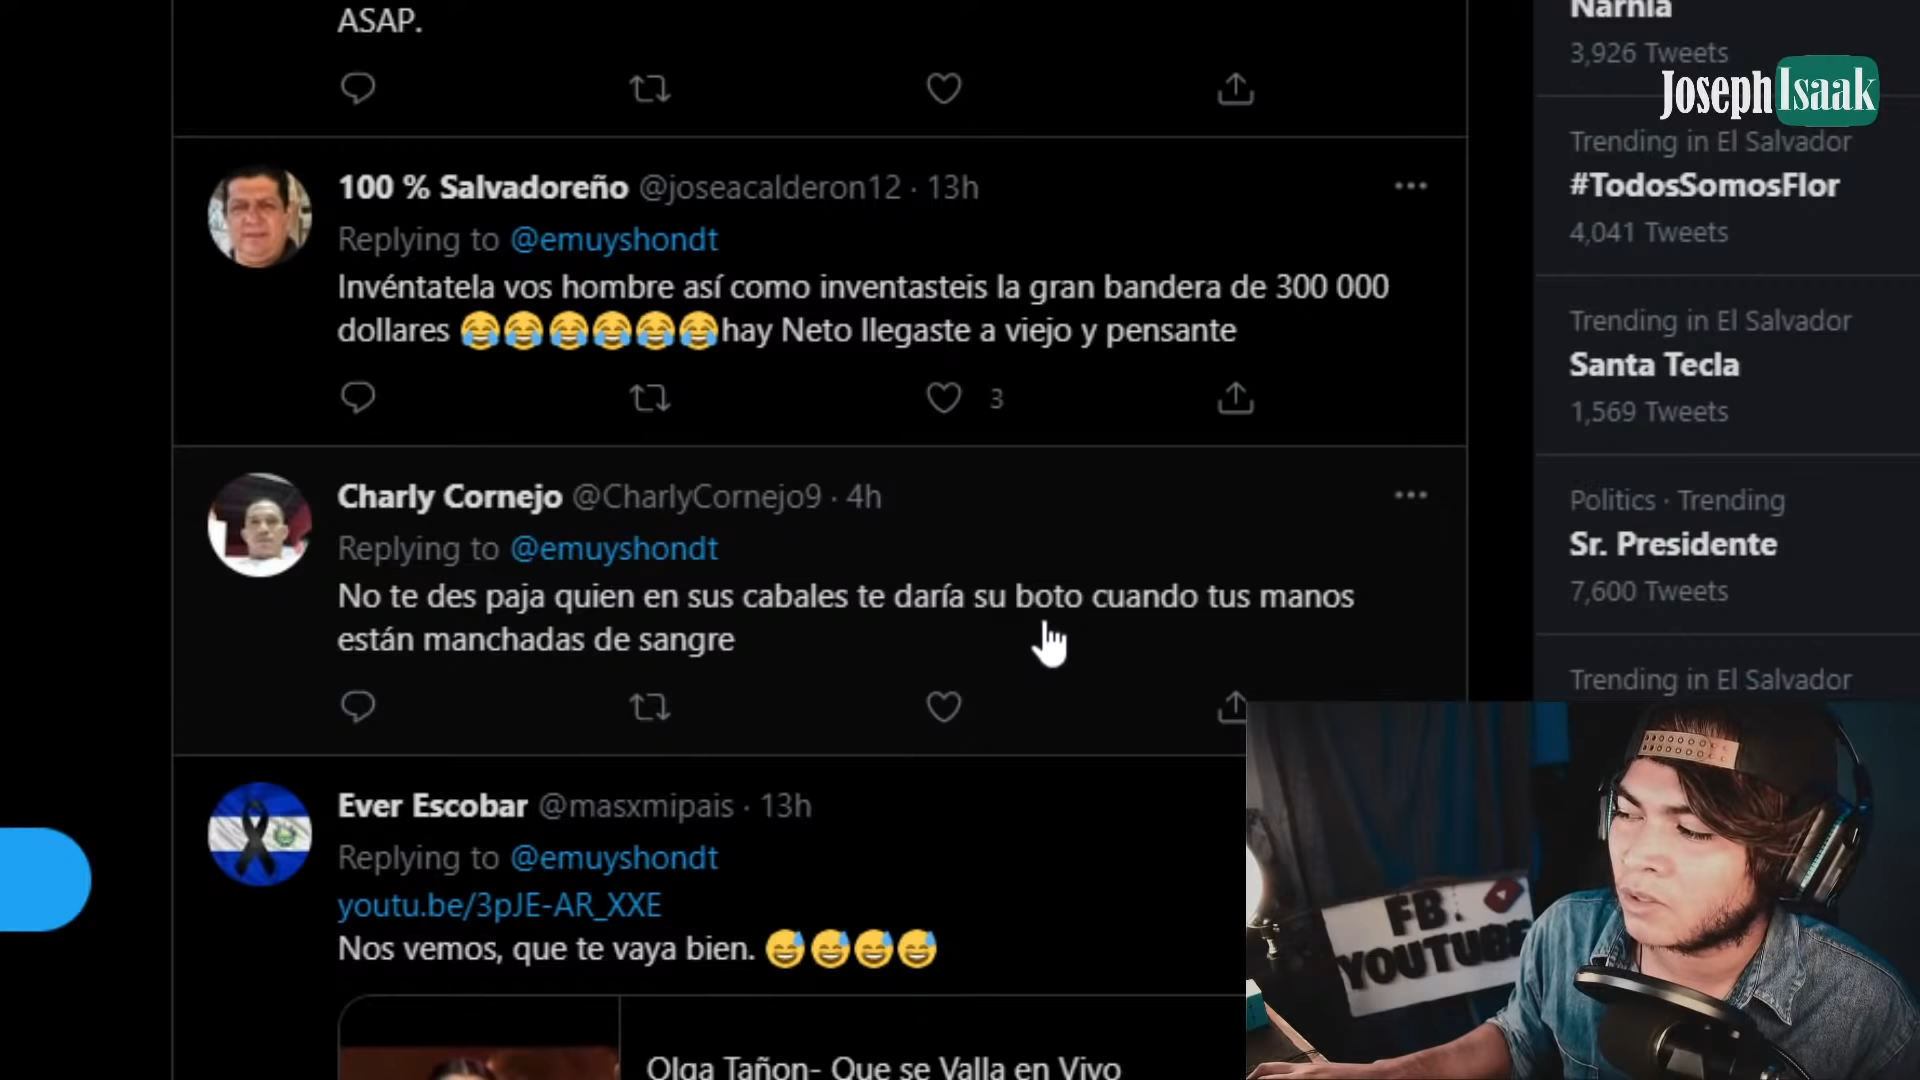 ASAP.
100 % Salvadoreño @joseacalderon12 · 13h
Replying to @emuyshondt
Invéntatela vos hombre así como inventasteis la gran bandera de 300 000
dollares 😂😂😂😂😂😂hay Neto llegaste a viejo y pensante
3
Charly Cornejo @CharlyCornejo9 · 4h
Replying to @emuyshondt
No te des paja quien en sus cabales te daría su boto cuando tus manos
están manchadas de sangre
Ever Escobar @masxmipais · 13h
Replying to @emuyshondt
youtu.be/3pJE-AR_XXE
Nos vemos, que te vaya bien. 😅😅😅😅
Olga Tañon- Que se Valla en Vivo
Narnia
3,926 Tweets
JosephIsaak
Trending in El Salvador
#TodosSomosFlor
4,041 Tweets
Trending in El Salvador
Santa Tecla
1,569 Tweets
Politics · Trending
Sr. Presidente
7,600 Tweets
Trending in El Salvador
FB.
YOUTUBE